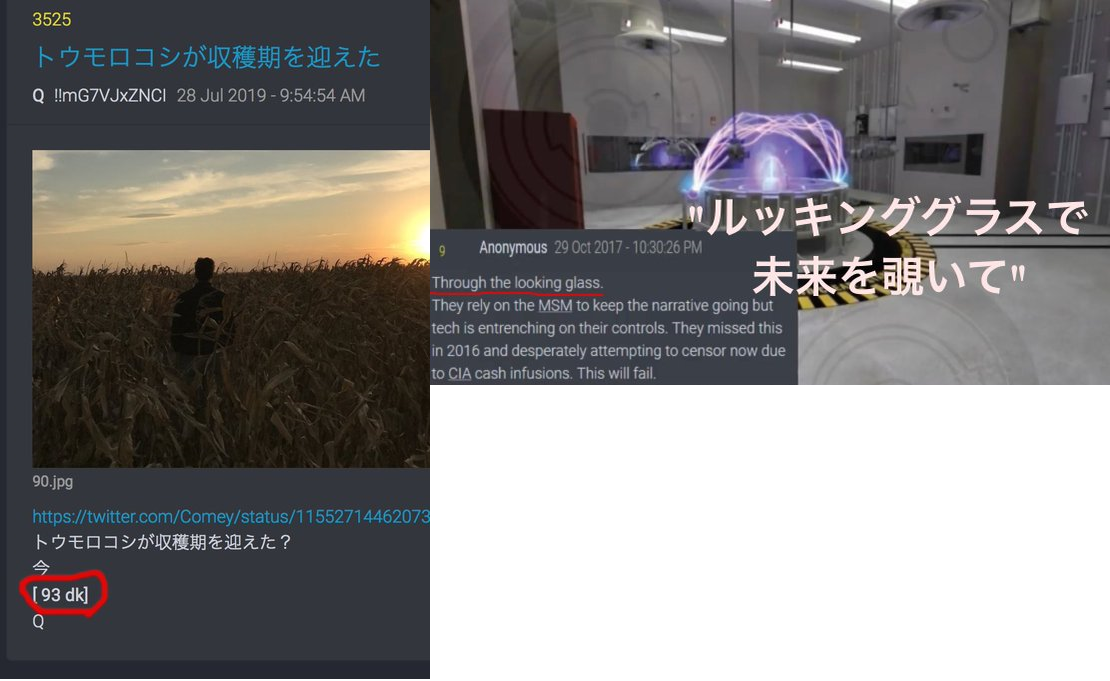 3525
トウモロコシが収穫期を迎えた
Q !!mG7VJxZNCI 28 Jul 2019 - 9:54:54 AM
90.jpg
https://twitter.com/Comey/status/11552714462073
トウモロコシが収穫期を迎えた？
今
[ 93 dk]
Q
"ルッキンググラスで
未来を覗いて"
9 Anonymous 29 Oct 2017 - 10:30:26 PM
Through the looking glass.
They rely on the MSM to keep the narrative going but
tech is entrenching on their controls. They missed this
in 2016 and desperately attempting to censor now due
to CIA cash infusions. This will fail.